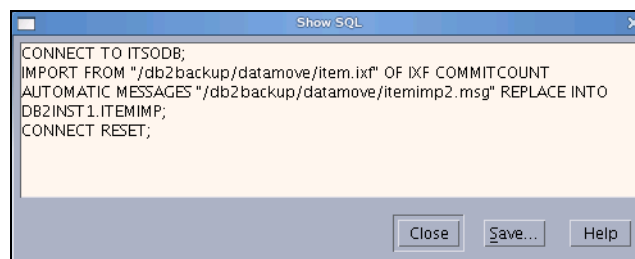 Show SQL
CONNECT TO ITSODB;
IMPORT FROM "/db2backup/datamove/item.ixf" OF IXF COMMITCOUNT
AUTOMATIC MESSAGES "/db2backup/datamove/itemimp2.msg" REPLACE INTO
DB2INST1.ITEMIMP;
CONNECT RESET;
Close Save... Help